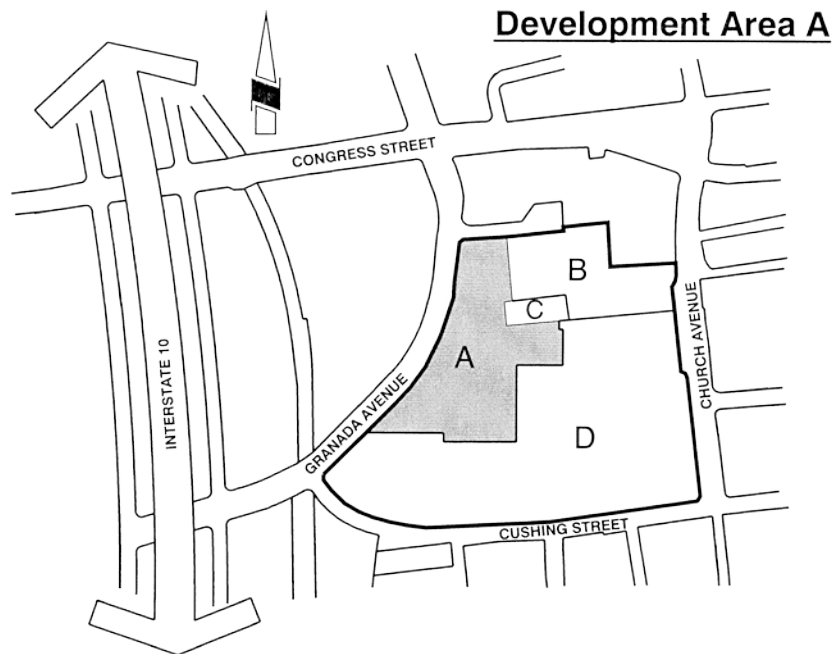 Development Area A
CONGRESS STREET
B
C
A
INTERSTATE 10
CHURCH AVENUE
GRANADA AVENUE
D
CUSHING STREET